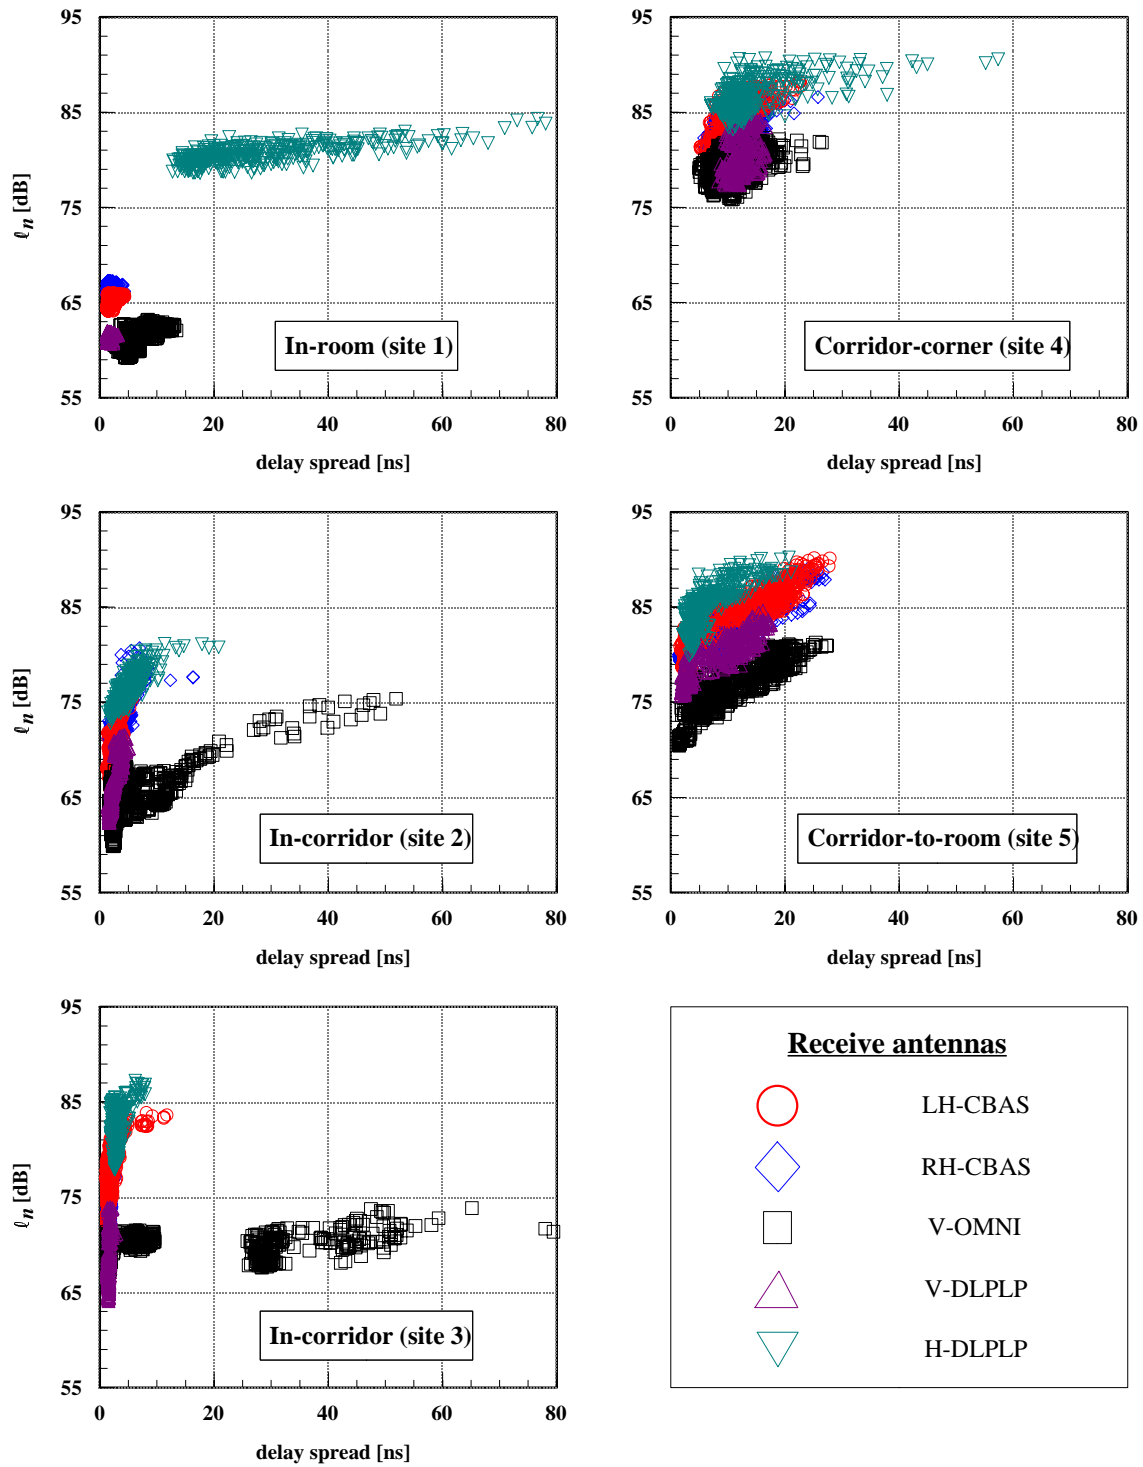 95
85
75
65
55
ℓn [dB]
0 20 40 60 80
delay spread [ns]
In-room (site 1)
95
85
75
65
55
0 20 40 60 80
delay spread [ns]
Corridor-corner (site 4)
95
85
75
65
55
ℓn [dB]
0 20 40 60 80
delay spread [ns]
In-corridor (site 2)
95
85
75
65
55
0 20 40 60 80
delay spread [ns]
Corridor-to-room (site 5)
95
85
75
65
55
ℓn [dB]
0 20 40 60 80
delay spread [ns]
In-corridor (site 3)
Receive antennas
LH-CBAS
RH-CBAS
V-OMNI
V-DLPLP
H-DLPLP